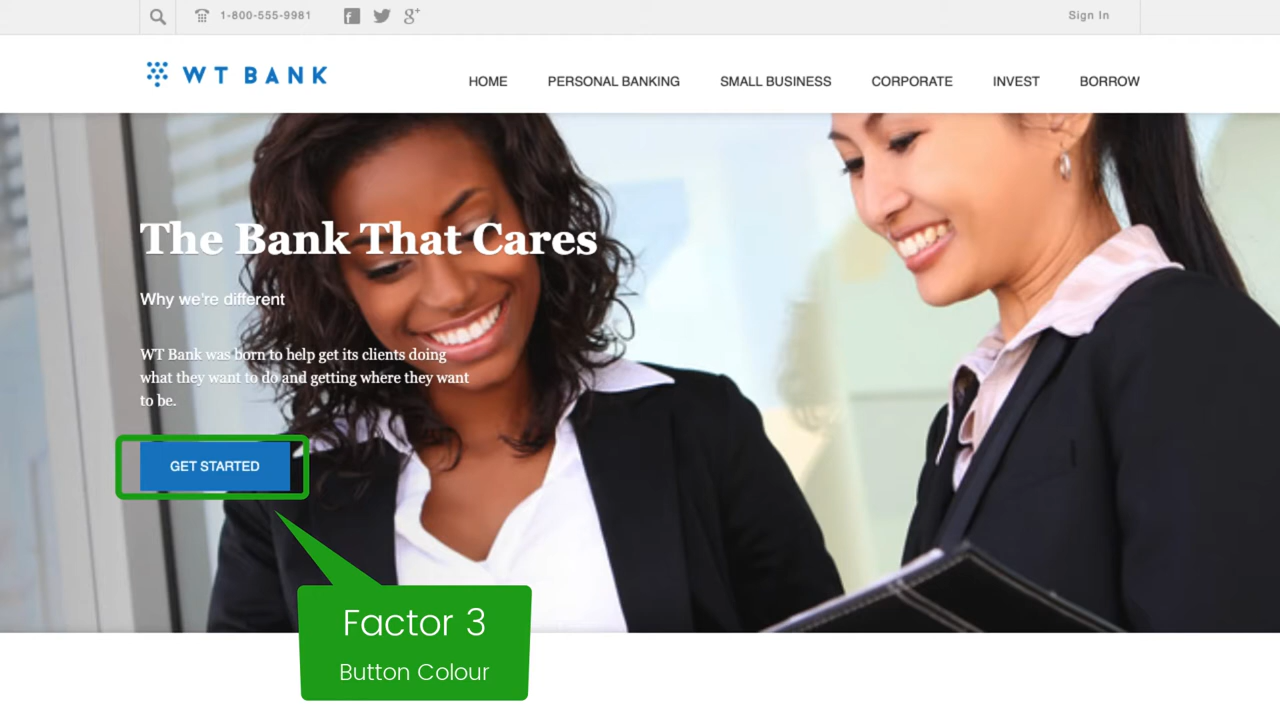 1-800-555-9981
Sign In
WT BANK
HOME PERSONAL BANKING SMALL BUSINESS CORPORATE INVEST BORROW
The Bank That Cares
Why we're different
WT Bank was born to help get its clients doing
what they want to do and getting where they want
to be.
GET STARTED
Factor 3
Button Colour